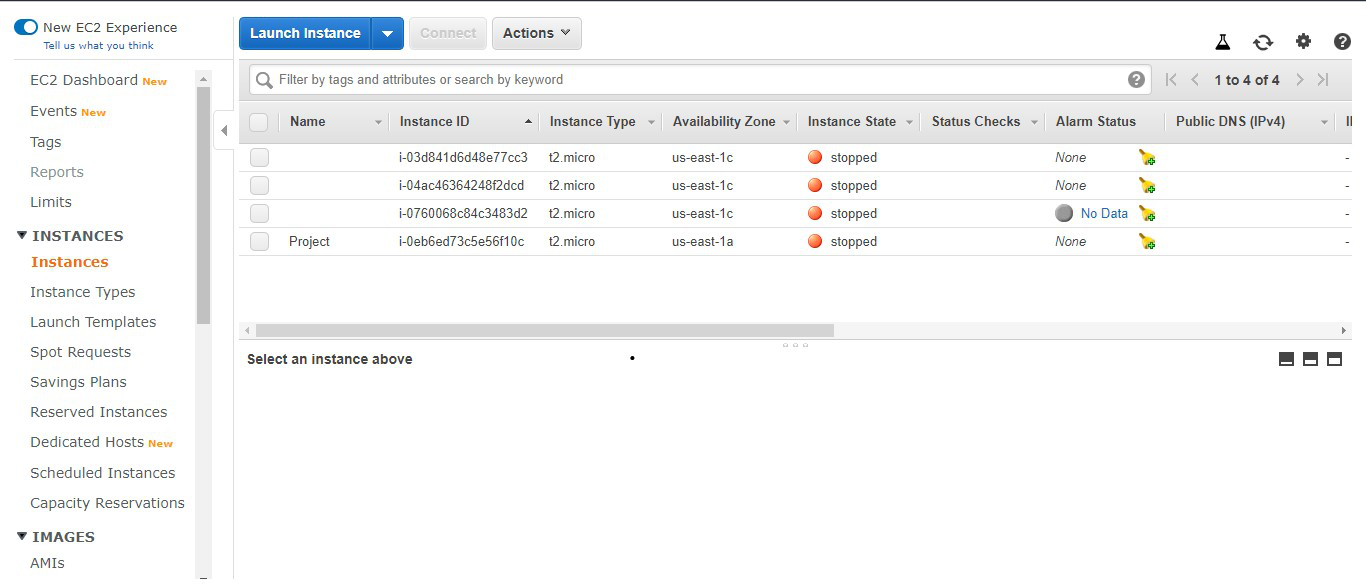 New EC2 Experience
Tell us what you think
EC2 Dashboard New
Events New
Tags
Reports
Limits
INSTANCES
Instances
Instance Types
Launch Templates
Spot Requests
Savings Plans
Reserved Instances
Dedicated Hosts New
Scheduled Instances
Capacity Reservations
IMAGES
AMIs
Launch Instance Connect Actions
Filter by tags and attributes or search by keyword 1 to 4 of 4
Name Instance ID Instance Type Availability Zone Instance State Status Checks Alarm Status Public DNS (IPv4)
i-03d841d6d48e77cc3 t2.micro us-east-1c stopped None -
i-04ac46364248f2dcd t2.micro us-east-1c stopped None -
i-0760068c84c3483d2 t2.micro us-east-1c stopped No Data -
Project i-0eb6ed73c5e56f10c t2.micro us-east-1a stopped None -
Select an instance above